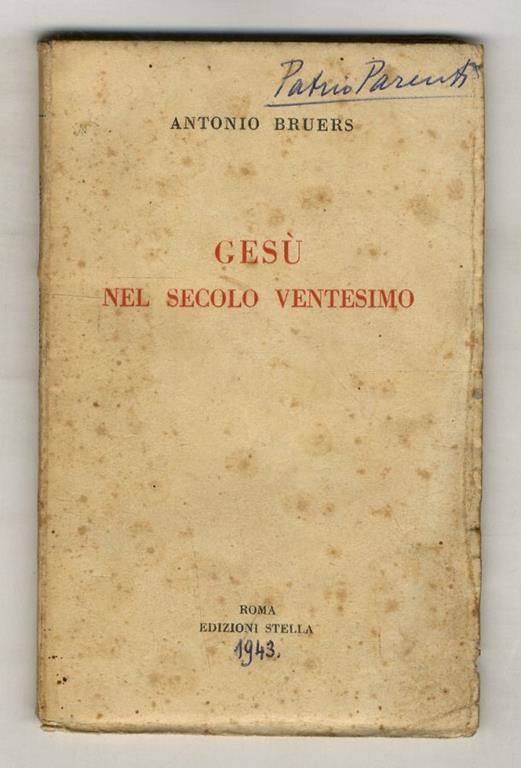 Patrio Parenti
ANTONIO BRUERS
GESÙ
NEL SECOLO VENTESIMO
ROMA
EDIZIONI STELLA
1943.